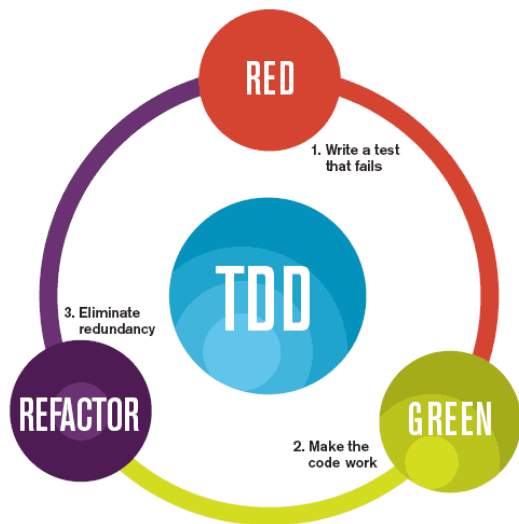 RED
1. Write a test
that fails
TDD
3. Eliminate
redundancy
REFACTOR
GREEN
2. Make the
code work